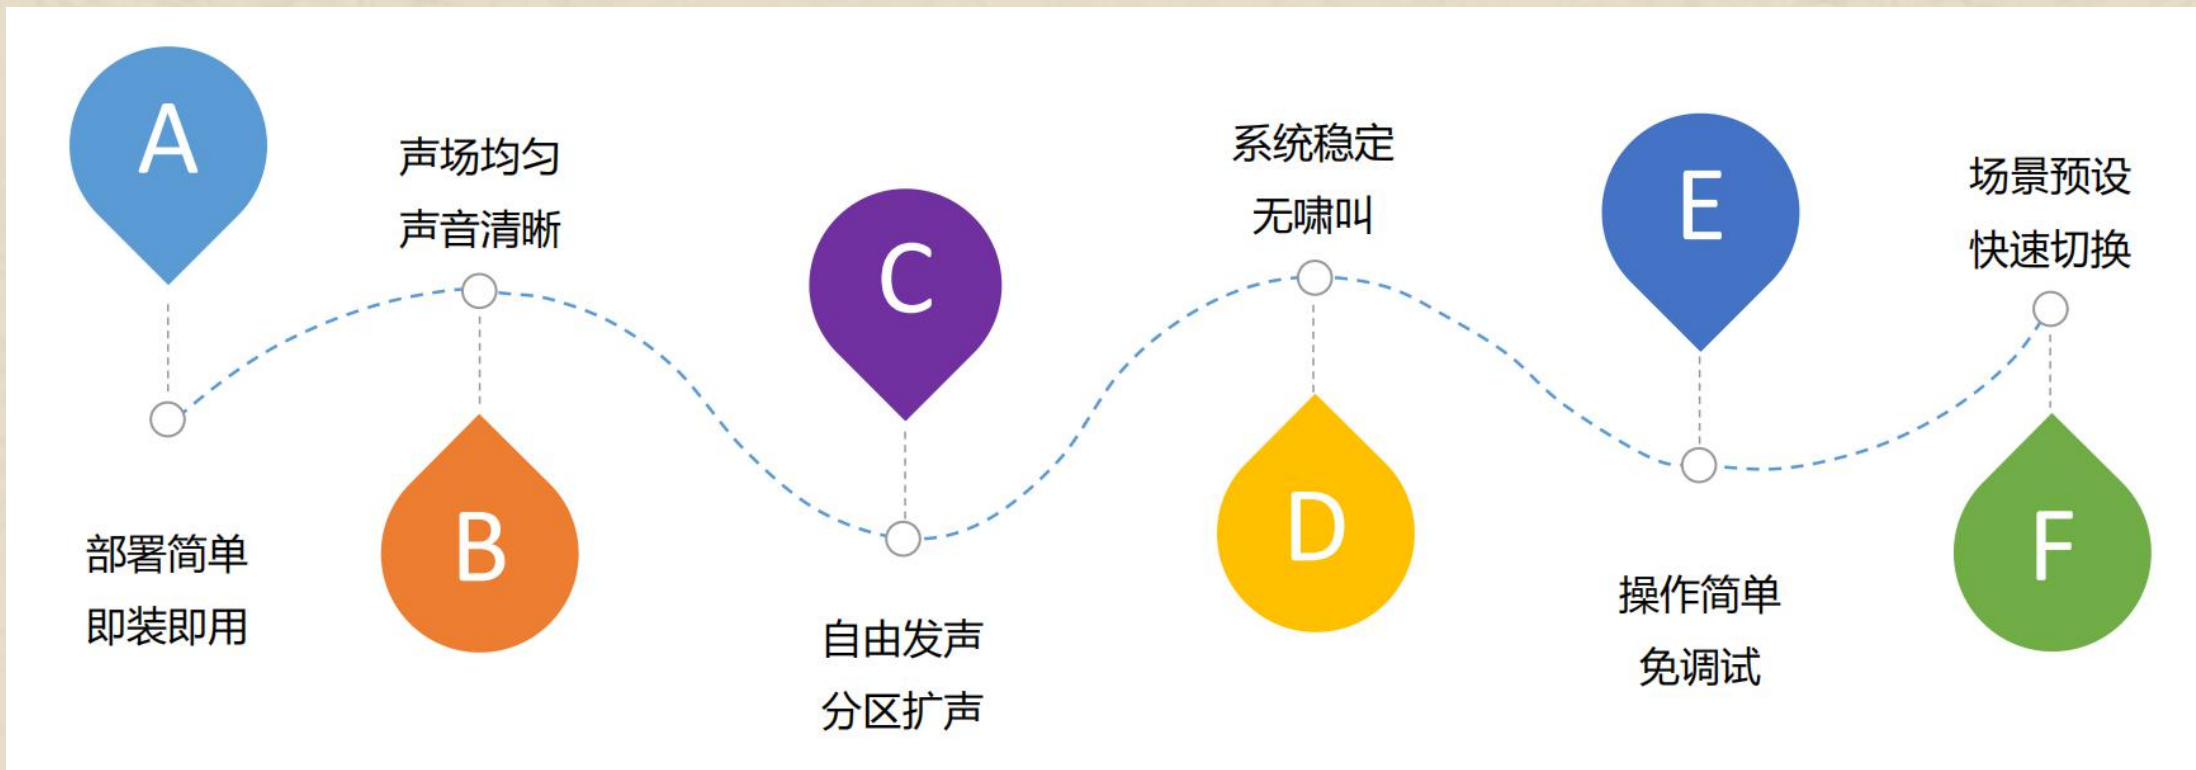 A
部署简单
即装即用
声场均匀
声音清晰
B
C
自由发声
分区扩声
系统稳定
无啸叫
D
E
操作简单
免调试
场景预设
快速切换
F